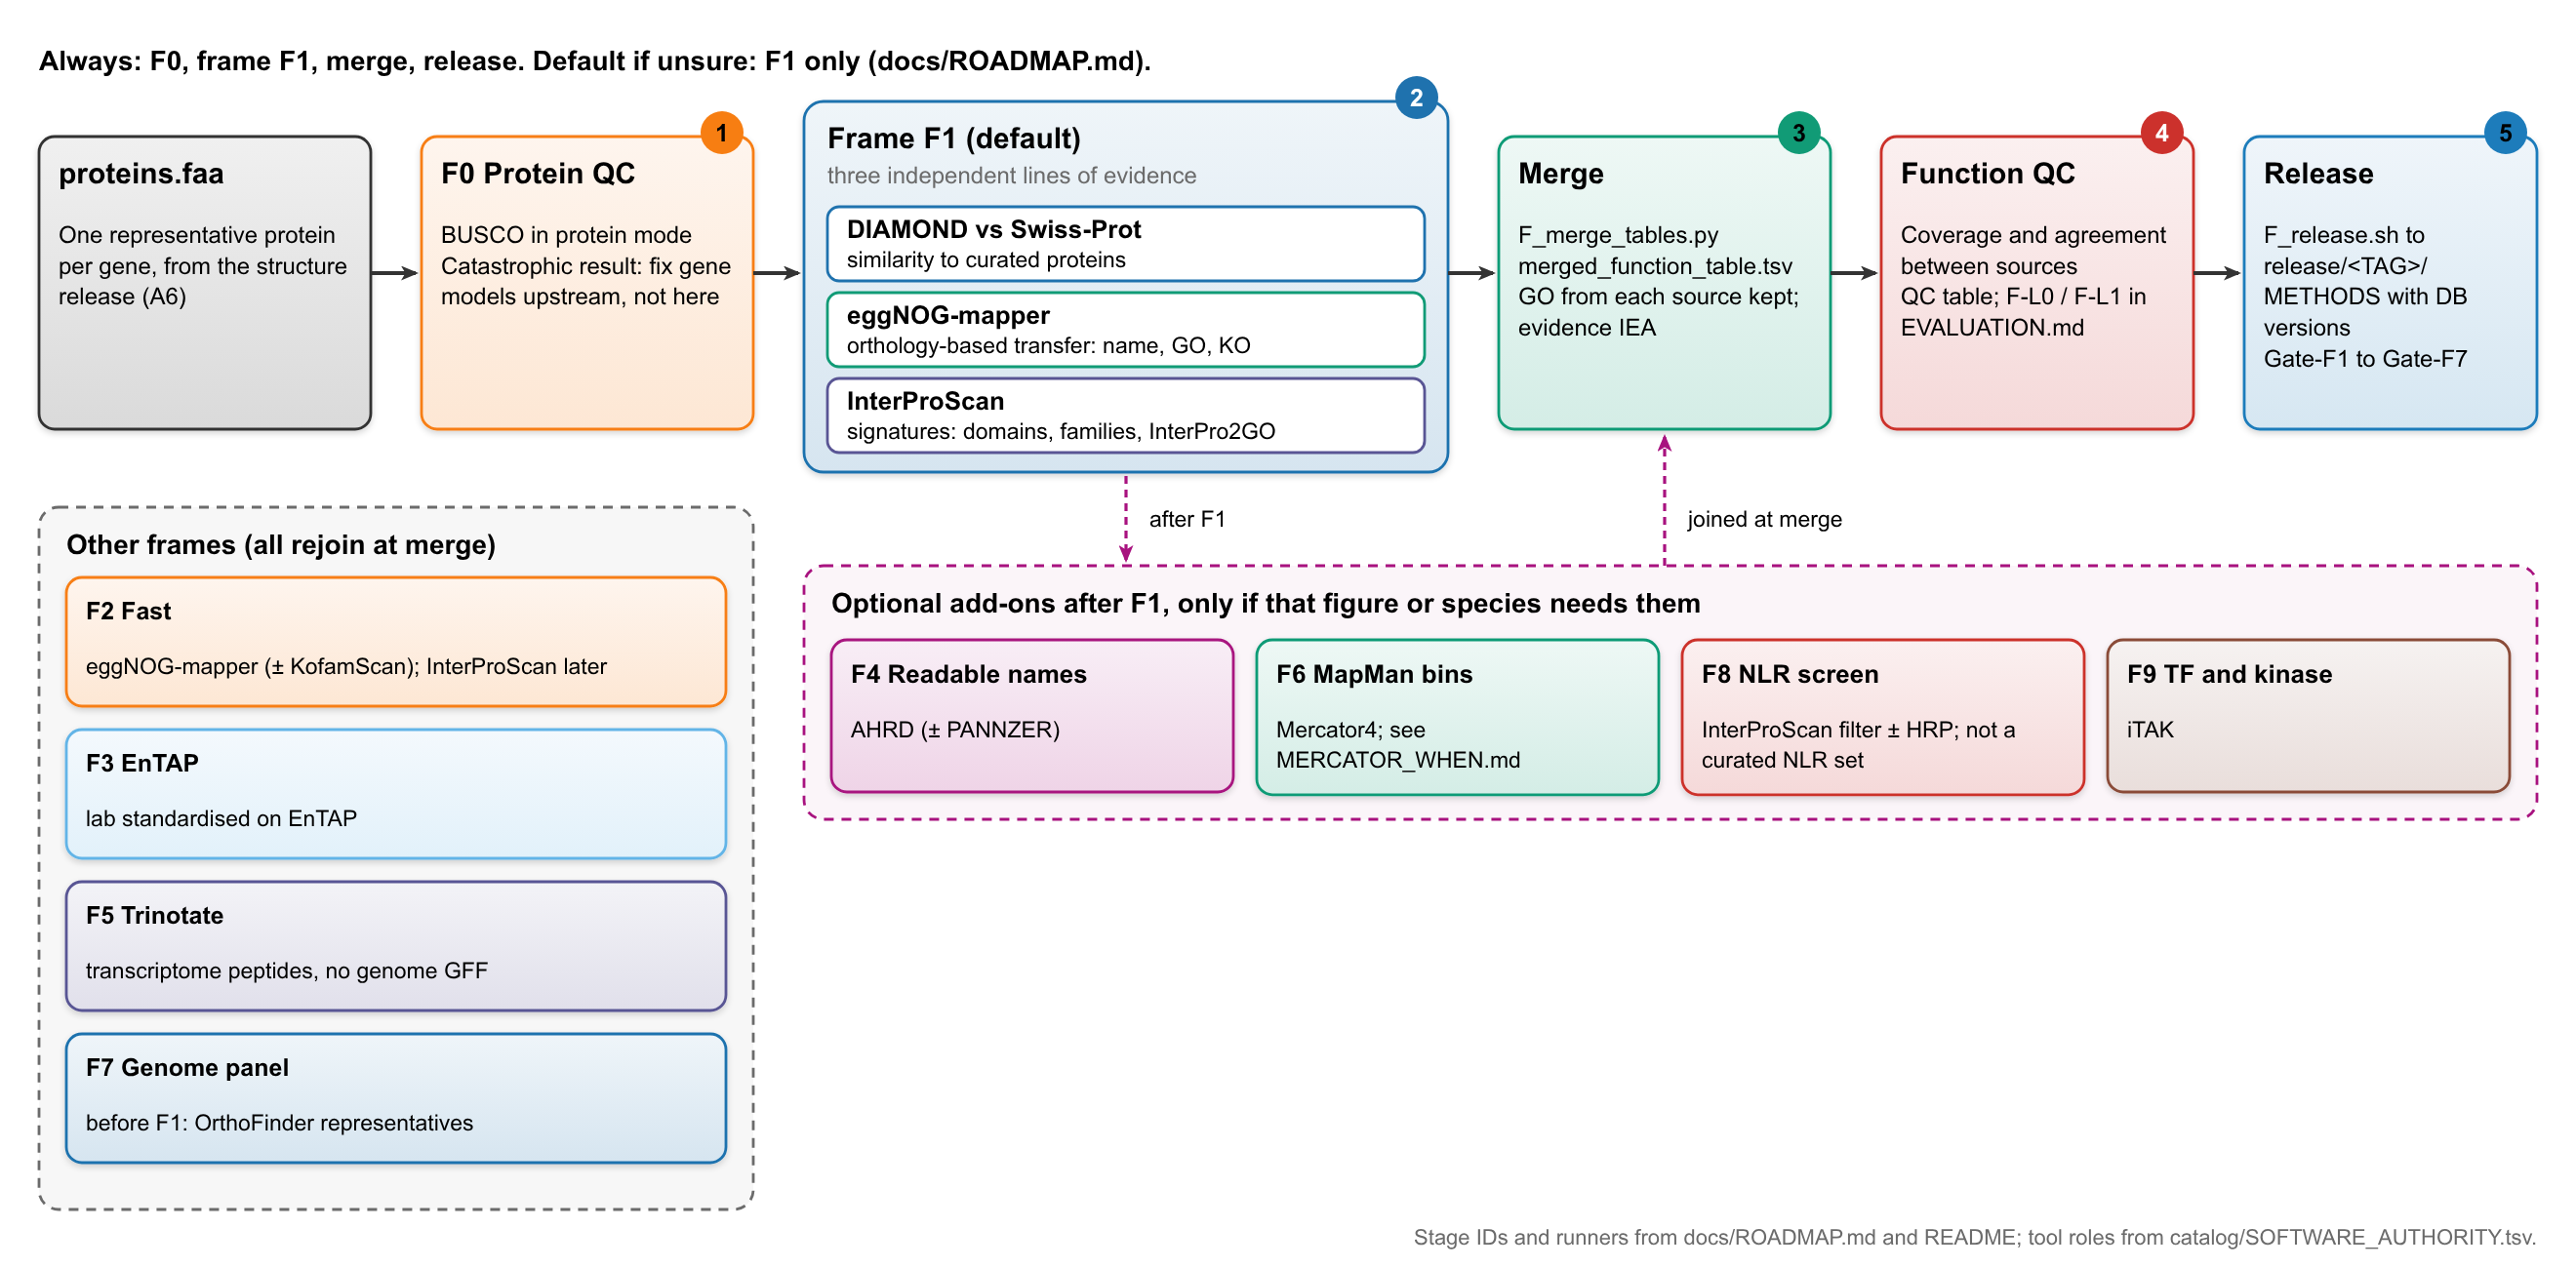 Always: F0, frame F1, merge, release. Default if unsure: F1 only (docs/ROADMAP.md).
proteins.faa
One representative protein
per gene, from the structure
release (A6)
1
F0 Protein QC
BUSCO in protein mode
Catastrophic result: fix gene
models upstream, not here
2
Frame F1 (default)
three independent lines of evidence
DIAMOND vs Swiss-Prot
similarity to curated proteins
eggNOG-mapper
orthology-based transfer: name, GO, KO
InterProScan
signatures: domains, families, InterPro2GO
3
Merge
F_merge_tables.py
merged_function_table.tsv
GO from each source kept;
evidence IEA
4
Function QC
Coverage and agreement
between sources
QC table; F-L0 / F-L1 in
EVALUATION.md
5
Release
F_release.sh to
release/<TAG>/
METHODS with DB
versions
Gate-F1 to Gate-F7
after F1
joined at merge
Other frames (all rejoin at merge)
F2 Fast
eggNOG-mapper (± KofamScan); InterProScan later
F3 EnTAP
lab standardised on EnTAP
F5 Trinotate
transcriptome peptides, no genome GFF
F7 Genome panel
before F1: OrthoFinder representatives
Optional add-ons after F1, only if that figure or species needs them
F4 Readable names
AHRD (± PANNZER)
F6 MapMan bins
Mercator4; see
MERCATOR_WHEN.md
F8 NLR screen
InterProScan filter ± HRP; not a
curated NLR set
F9 TF and kinase
iTAK
Stage IDs and runners from docs/ROADMAP.md and README; tool roles from catalog/SOFTWARE_AUTHORITY.tsv.